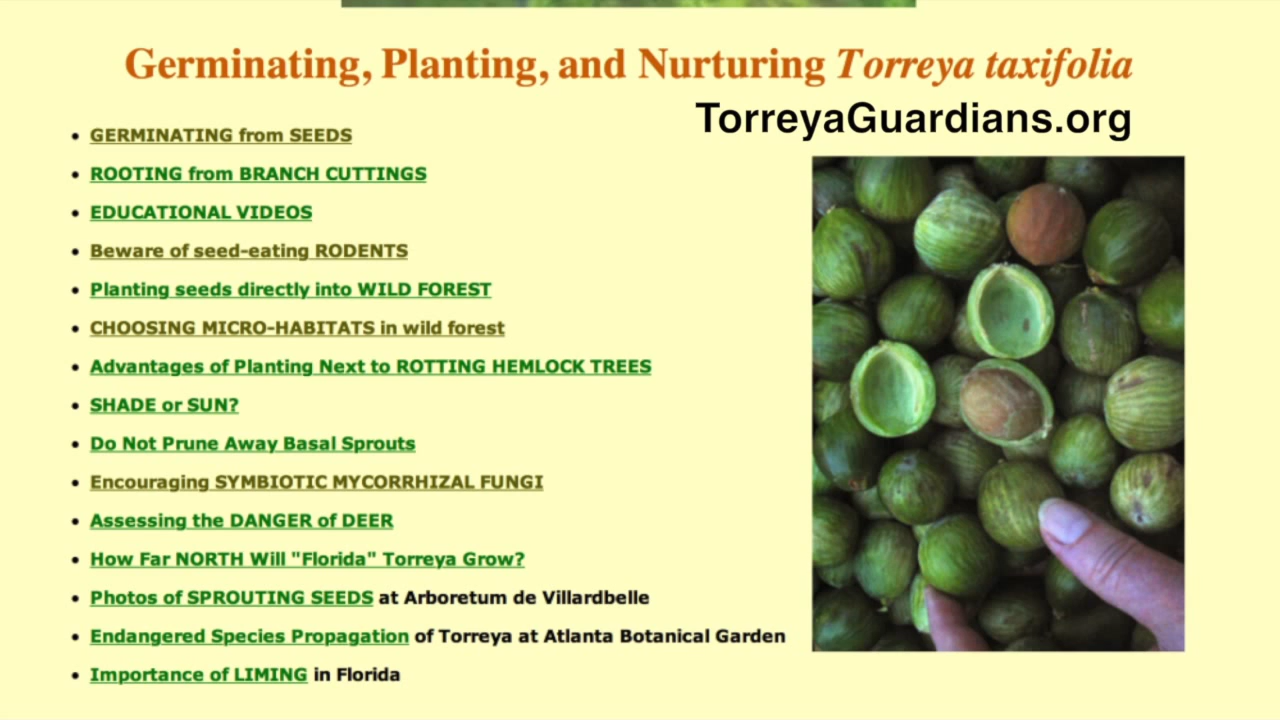 Germinating, Planting, and Nurturing Torreya taxifolia
TorreyaGuardians.org
• GERMINATING from SEEDS
• ROOTING from BRANCH CUTTINGS
• EDUCATIONAL VIDEOS
• Beware of seed-eating RODENTS
• Planting seeds directly into WILD FOREST
• CHOOSING MICRO-HABITATS in wild forest
• Advantages of Planting Next to ROTTING HEMLOCK TREES
• SHADE or SUN?
• Do Not Prune Away Basal Sprouts
• Encouraging SYMBIOTIC MYCORRHIZAL FUNGI
• Assessing the DANGER of DEER
• How Far NORTH Will "Florida" Torreya Grow?
• Photos of SPROUTING SEEDS at Arboretum de Villardbelle
• Endangered Species Propagation of Torreya at Atlanta Botanical Garden
• Importance of LIMING in Florida